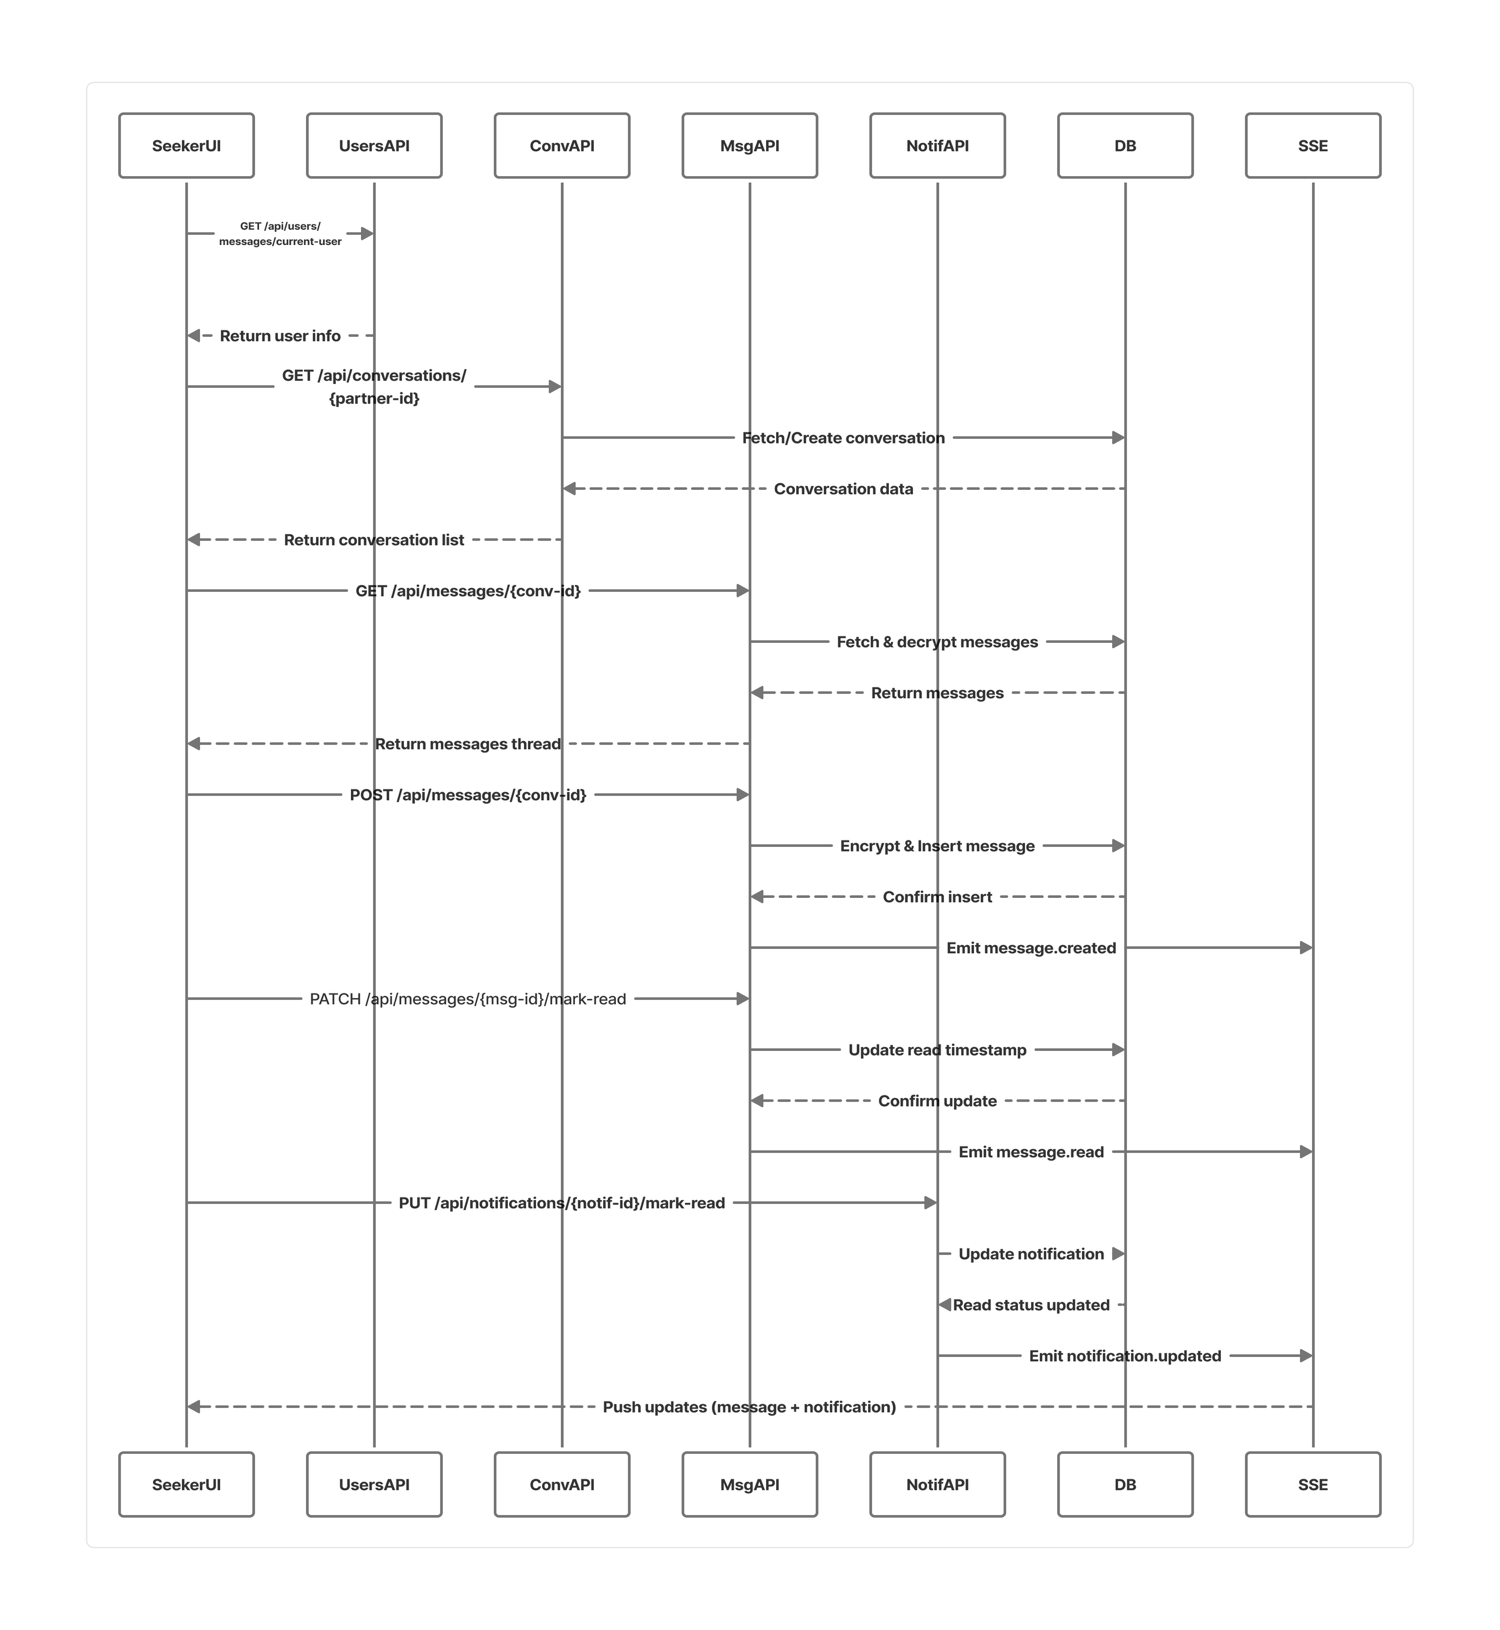 SeekerUI
UsersAPI
ConvAPI
MsgAPI
NotifAPI
DB
SSE
GET /api/users/
messages/current-user
Return user info
GET /api/conversations/
{partner-id}
Fetch/Create conversation
Conversation data
Return conversation list
GET /api/messages/{conv-id}
Fetch & decrypt messages
Return messages
Return messages thread
POST /api/messages/{conv-id}
Encrypt & Insert message
Confirm insert
Emit message.created
PATCH /api/messages/{msg-id}/mark-read
Update read timestamp
Confirm update
Emit message.read
PUT /api/notifications/{notif-id}/mark-read
Update notification
Read status updated
Emit notification.updated
Push updates (message + notification)
SeekerUI
UsersAPI
ConvAPI
MsgAPI
NotifAPI
DB
SSE